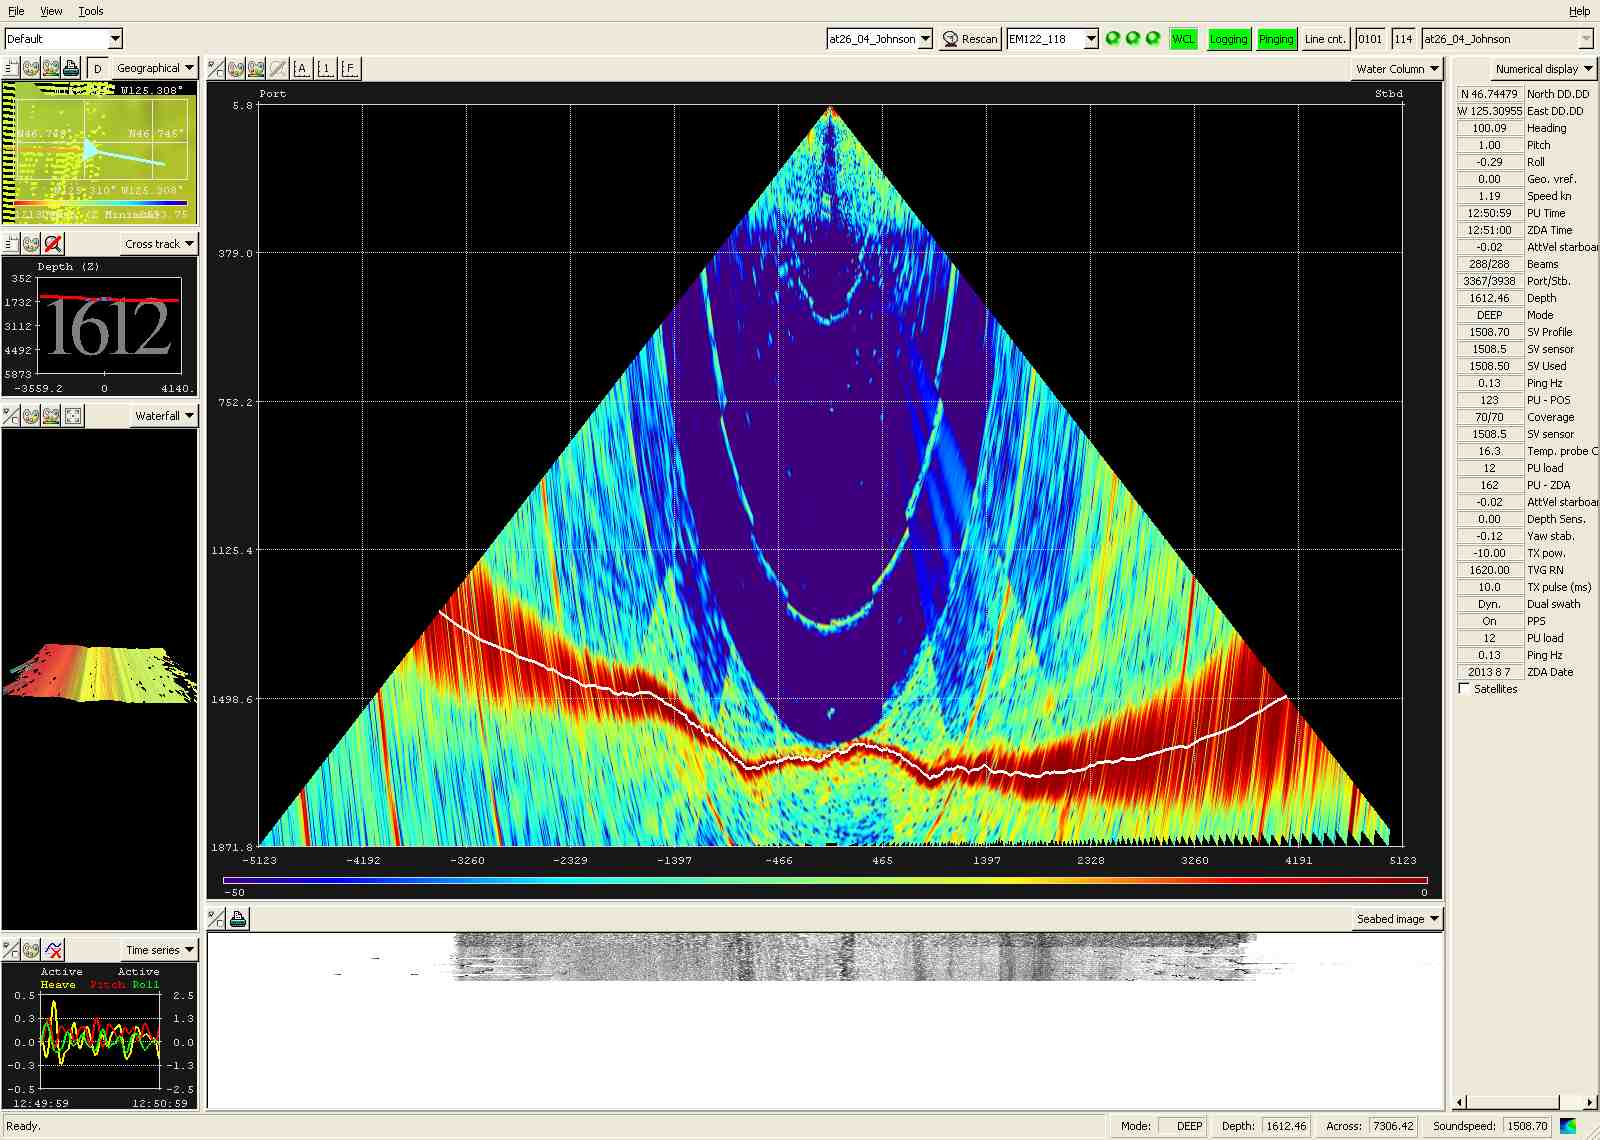 File View Tools Help
Default at26_04_Johnson Rescan EM122_118 WCL Logging Pinging Line cnt. 0101 114 at26_04_Johnson
D Geographical
W125.308°
N46.745°
W125.310° W125.308°
Cross track
Depth (Z)
352
1732
3112
4492
5873
1612
-3559.2 0 4140.
Waterfall
Time series
Active Active
Heave Pitch Roll
0.5 2.5
0.3 1.3
0.0 0.0
-0.3 -1.3
-0.5 -2.5
12:49:59 12:50:59
A 1 F Water Column
Port Stbd
5.8
379.0
752.2
1125.4
1498.6
1871.8
-5123 -4192 -3260 -2329 -1397 -466 465 1397 2328 3260 4191 5123
-50 0
Seabed image
Numerical display
N 46.74479 North DD.DD
W 125.30955 East DD.DD
100.09 Heading
1.00 Pitch
-0.29 Roll
0.00 Geo. vref.
1.19 Speed kn
12:50:59 PU Time
12:51:00 ZDA Time
-0.02 AttVel starboa
288/288 Beams
3367/3938 Port/Stb.
1612.46 Depth
DEEP Mode
1508.70 SV Profile
1508.5 SV sensor
1508.50 SV Used
0.13 Ping Hz
123 PU - POS
70/70 Coverage
1508.5 SV sensor
16.3 Temp. probe C
12 PU load
162 PU - ZDA
-0.02 AttVel starboa
0.00 Depth Sens.
-0.12 Yaw stab.
-10.00 TX pow.
1620.00 TVG RN
10.0 TX pulse (ms)
Dyn. Dual swath
On PPS
12 PU load
0.13 Ping Hz
2013 8 7 ZDA Date
Satellites
Ready. Mode: DEEP Depth: 1612.46 Across: 7306.42 Soundspeed: 1508.70